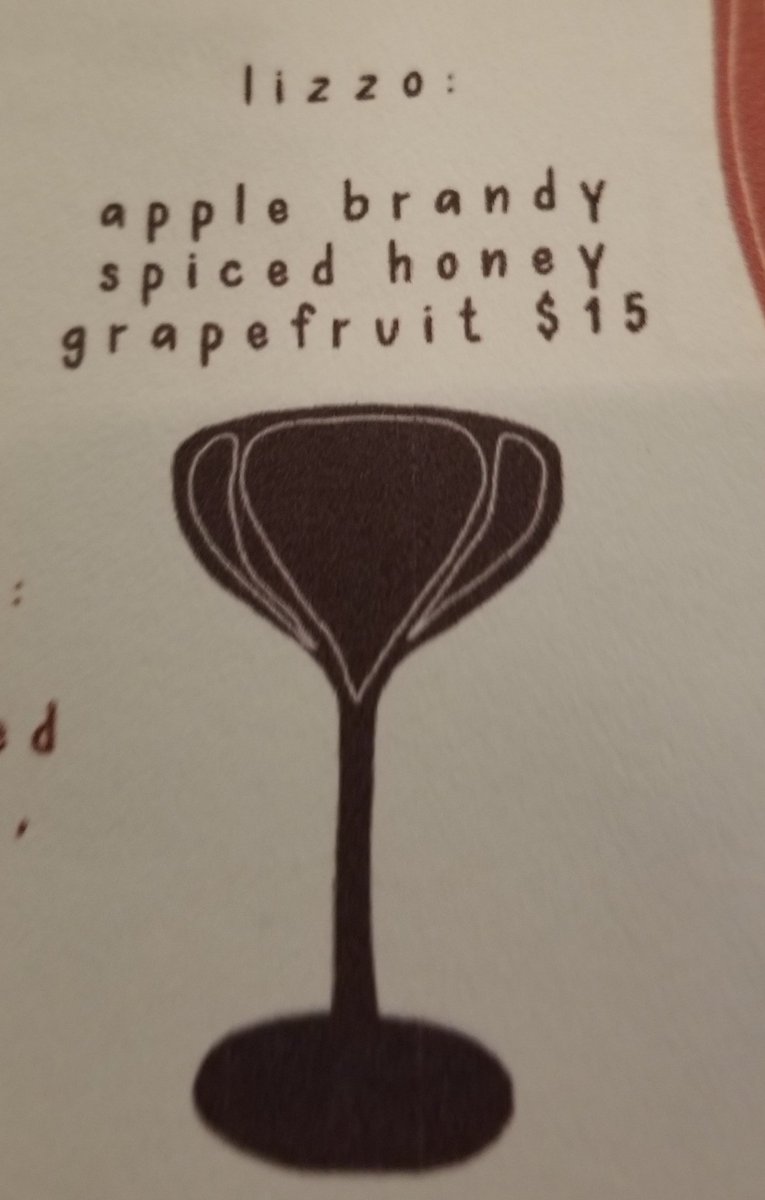 lizzo:
apple brandy
spiced honey
grapefruit $15